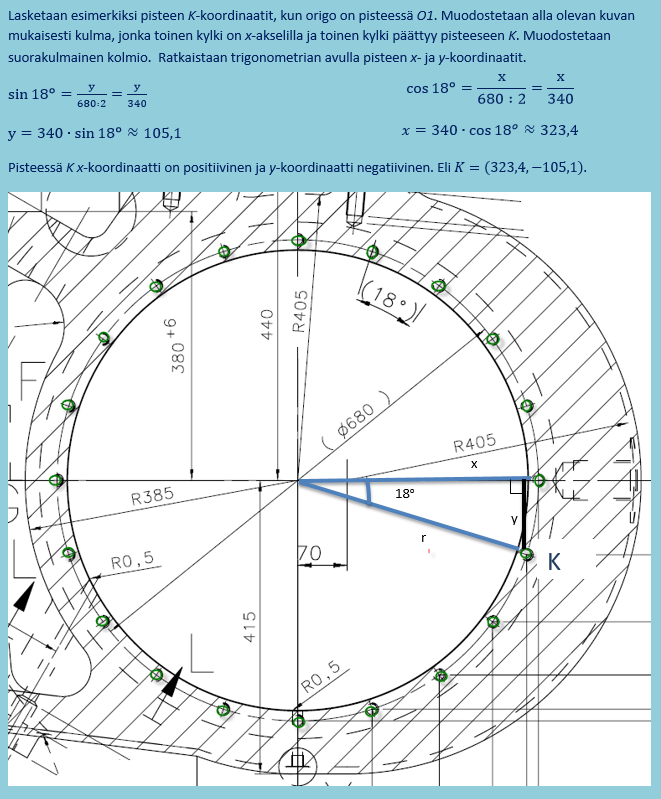 Lasketaan esimerkiksi pisteen K-koordinaatit, kun origo on pisteessä O1. Muodostetaan alla olevan kuvan
mukaisesti kulma, jonka toinen kylki on x-akselilla ja toinen kylki päättyy pisteeseen K. Muodostetaan
suorakulmainen kolmio. Ratkaistaan trigonometrian avulla pisteen x- ja y-koordinaatit.
sin 18° = y/680:2 = y/340
cos 18° = x/680 : 2 = x/340
y = 340 · sin 18° ≈ 105,1
x = 340 · cos 18° ≈ 323,4
Pisteessä K x-koordinaatti on positiivinen ja y-koordinaatti negatiivinen. Eli K = (323,4, −105,1).
380 +6
440
R405
(18°)
( ø680 )
R405
x
F
R385
18°
y
r
70
K
R0,5
L
415
L
R0,5